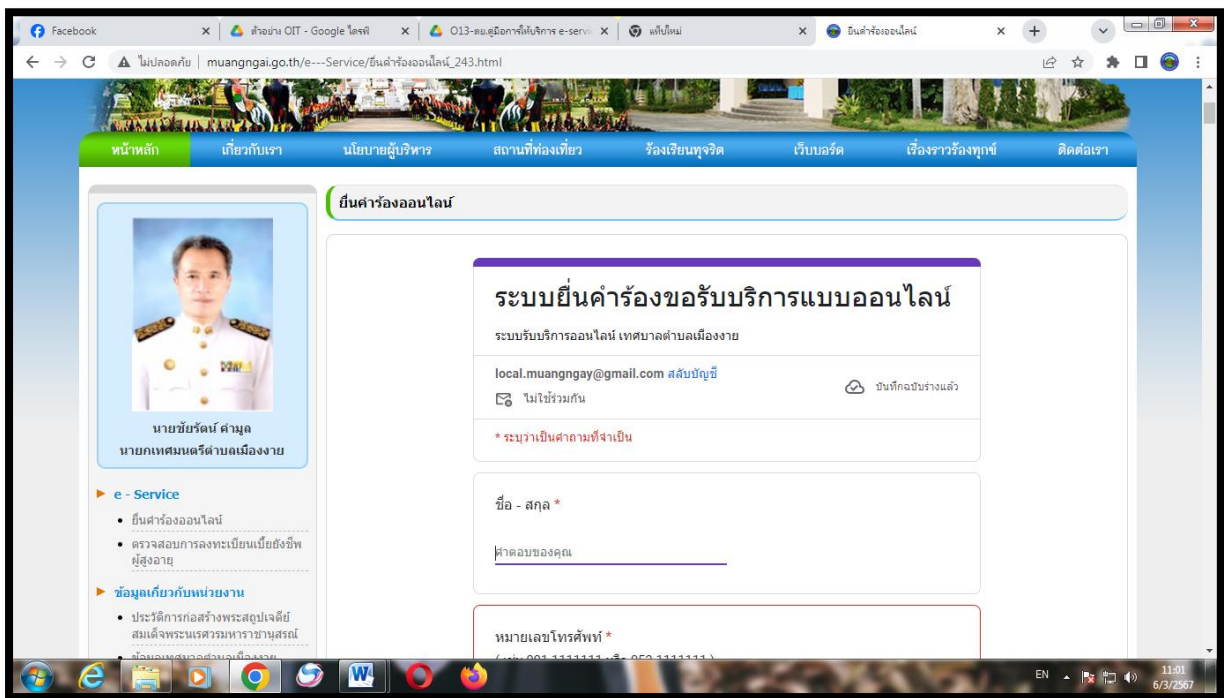 Facebook
ตัวอย่าง OIT - Google ไดรฟ์
O13-ทบ.คู่มือการให้บริการ e-servi
แท็บใหม่
ยื่นคำร้องออนไลน์
ไม่ปลอดภัย
muangngai.go.th/e---Service/ยื่นคำร้องออนไลน์_243.html
หน้าหลัก
เกี่ยวกับเรา
นโยบายผู้บริหาร
สถานที่ท่องเที่ยว
ร้องเรียนทุจริต
เว็บบอร์ด
เรื่องราวร้องทุกข์
ติดต่อเรา
นายชัยรัตน์ คำมูล
นายกเทศมนตรีตำบลเมืองงาย
e - Service
ยื่นคำร้องออนไลน์
ตรวจสอบการลงทะเบียนเบี้ยยังชีพ
ผู้สูงอายุ
ข้อมูลเกี่ยวกับหน่วยงาน
ประวัติการก่อสร้างพระสถูปเจดีย์
สมเด็จพระนเรศวรมหาราชานุสรณ์
ข้อมูลเทศบาลตำบลเมืองงาย
ยื่นคำร้องออนไลน์
ระบบยื่นคำร้องขอรับบริการแบบออนไลน์
ระบบรับบริการออนไลน์ เทศบาลตำบลเมืองงาย
local.muangngay@gmail.com สลับบัญชี
ไม่ใช้ร่วมกัน
บันทึกฉบับร่างแล้ว
* ระบุว่าเป็นคำถามที่จำเป็น
ชื่อ - สกุล *
คำตอบของคุณ
หมายเลขโทรศัพท์ *
EN
11:01
6/3/2567